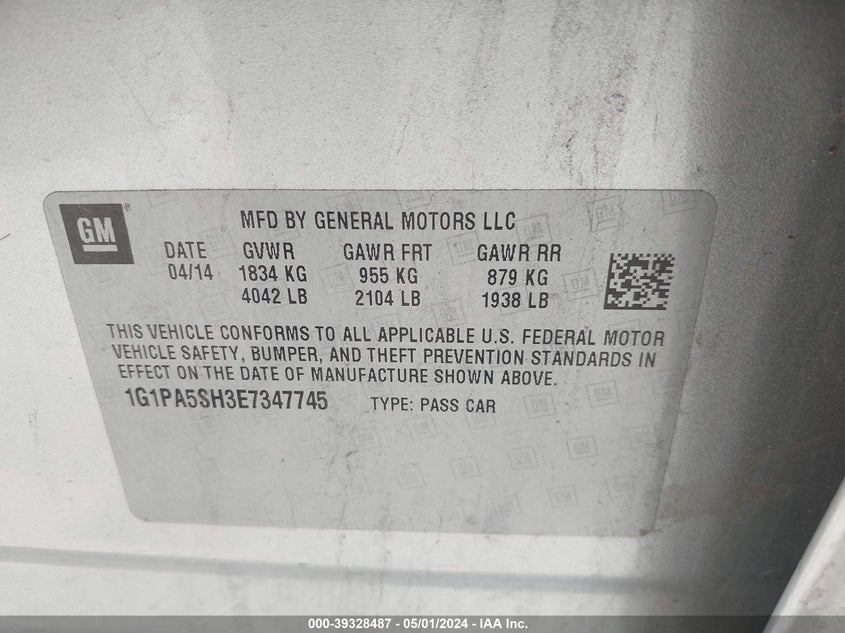 GM
MFD BY GENERAL MOTORS LLC
DATE GVWR GAWR FRT GAWR RR
04/14 1834 KG 955 KG 879 KG
4042 LB 2104 LB 1938 LB
THIS VEHICLE CONFORMS TO ALL APPLICABLE U.S. FEDERAL MOTOR
VEHICLE SAFETY, BUMPER, AND THEFT PREVENTION STANDARDS IN
EFFECT ON THE DATE OF MANUFACTURE SHOWN ABOVE.
1G1PA5SH3E7347745 TYPE: PASS CAR
000-39328487 - 05/01/2024 - IAA Inc.